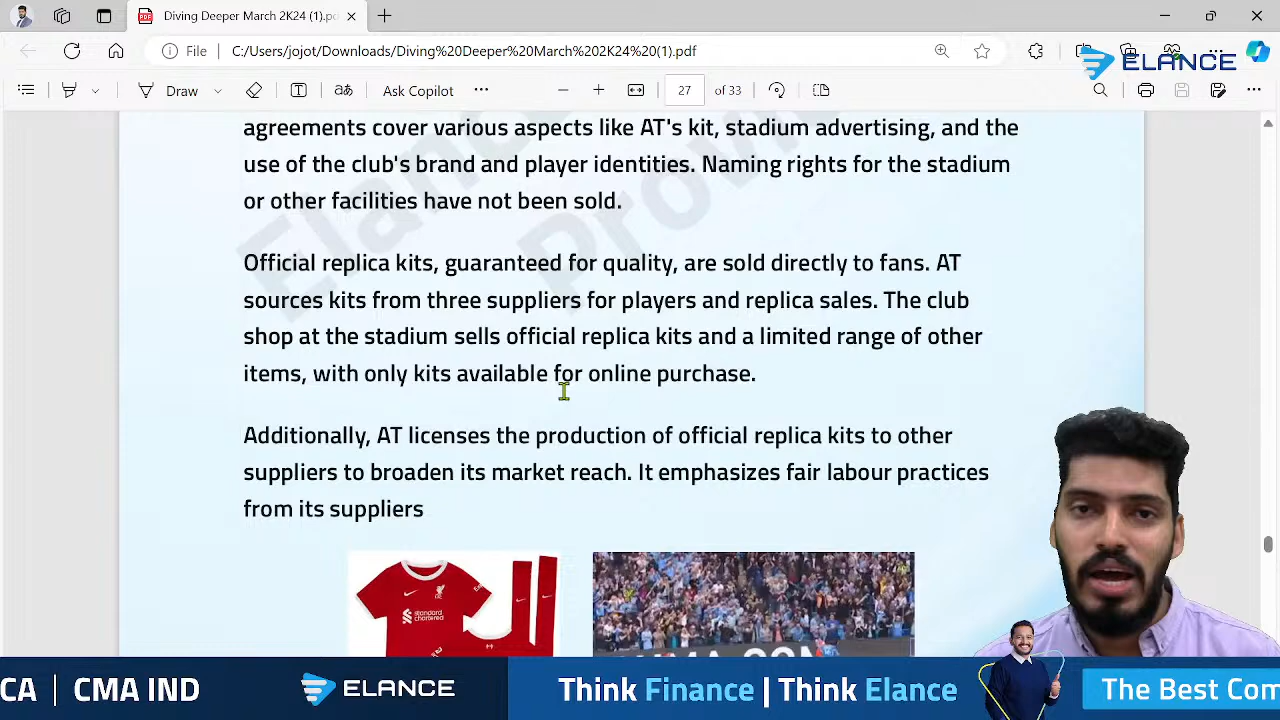 Diving Deeper March 2K24 (1).pd
File
C:/Users/jojot/Downloads/Diving%20Deeper%20March%202K24%20(1).pdf
ELANCE
Draw
Ask Copilot
27
of 33
agreements cover various aspects like AT's kit, stadium advertising, and the
use of the club's brand and player identities. Naming rights for the stadium
or other facilities have not been sold.
Official replica kits, guaranteed for quality, are sold directly to fans. AT
sources kits from three suppliers for players and replica sales. The club
shop at the stadium sells official replica kits and a limited range of other
items, with only kits available for online purchase.
Additionally, AT licenses the production of official replica kits to other
suppliers to broaden its market reach. It emphasizes fair labour practices
from its suppliers
standard
chartered
CA | CMA IND
ELANCE
Think Finance | Think Elance
The Best Com